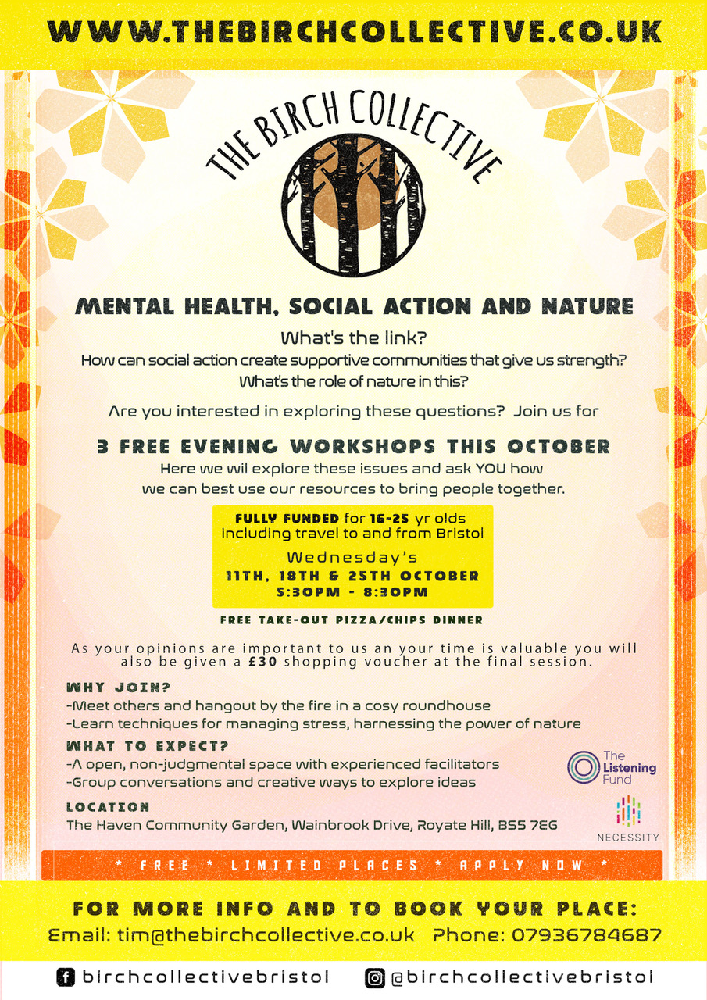 WWW.THEBIRCHCOLLECTIVE.CO.UK
THE BIRCH COLLECTIVE
MENTAL HEALTH, SOCIAL ACTION AND NATURE
What's the link?
How can social action create supportive communities that give us strength?
What's the role of nature in this?
Are you interested in exploring these questions? Join us for
3 FREE EVENING WORKSHOPS THIS OCTOBER
Here we wil explore these issues and ask YOU how
we can best use our resources to bring people together.
FULLY FUNDED for 16-25 yr olds
including travel to and from Bristol
Wednesday's
11TH, 18TH & 25TH OCTOBER
5:30PM - 8:30PM
FREE TAKE-OUT PIZZA/CHIPS DINNER
As your opinions are important to us an your time is valuable you will
also be given a £30 shopping voucher at the final session.
WHY JOIN?
-Meet others and hangout by the fire in a cosy roundhouse
-Learn techniques for managing stress, harnessing the power of nature
WHAT TO EXPECT?
-A open, non-judgmental space with experienced facilitators
-Group conversations and creative ways to explore ideas
The
Listening
Fund
LOCATION
The Haven Community Garden, Wainbrook Drive, Royate Hill, BS5 7EG
NECESSITY
* FREE * LIMITED PLACES * APPLY NOW *
FOR MORE INFO AND TO BOOK YOUR PLACE:
Email: tim@thebirchcollective.co.uk Phone: 07936784687
birchcollectivebristol @birchcollectivebristol